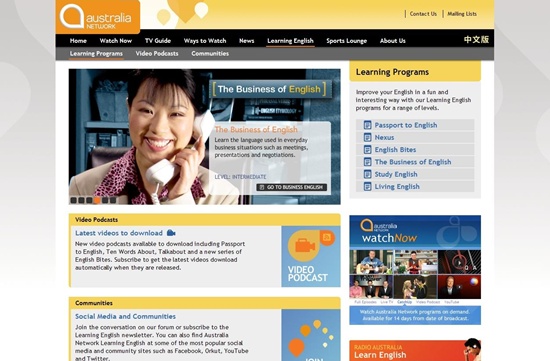 australia
NETWORK
Contact Us
Mailing Lists
Home
Watch Now
TV Guide
Ways to Watch
News
Learning English
Sports Lounge
About Us
中文版
Learning Programs
Video Podcasts
Communities
The Business of English
The Business of English
Learn the language used in everyday
business situations such as meetings,
presentations and negotiations.
LEVEL: INTERMEDIATE
GO TO BUSINESS ENGLISH
Learning Programs
Improve your English in a fun and
interesting way with our Learning English
programs for a range of levels.
Passport to English
Nexus
English Bites
The Business of English
Study English
Living English
Video Podcasts
Latest videos to download
New video podcasts available to download including Passport
to English, Ten Words About, Talkabout and a new series of
English Bites. Subscribe to get the latest videos download
automatically when they are released.
VIDEO
PODCAST
Communities
Social Media and Communities
Join the conversation on our forum or subscribe to the
Learning English newsletter. You can also find Australia
Network Learning English at some of the most popular social
media and community sites such as Facebook, Orkut, YouTube
and Twitter.
australia
NETWORK
watchNow
Q A
Full Episodes
Live TV
Catch Up
Video Podcast
YouTube
Watch Australia Network programs on demand.
Available for 14 days from date of broadcast.
RADIO AUSTRALIA
Learn English